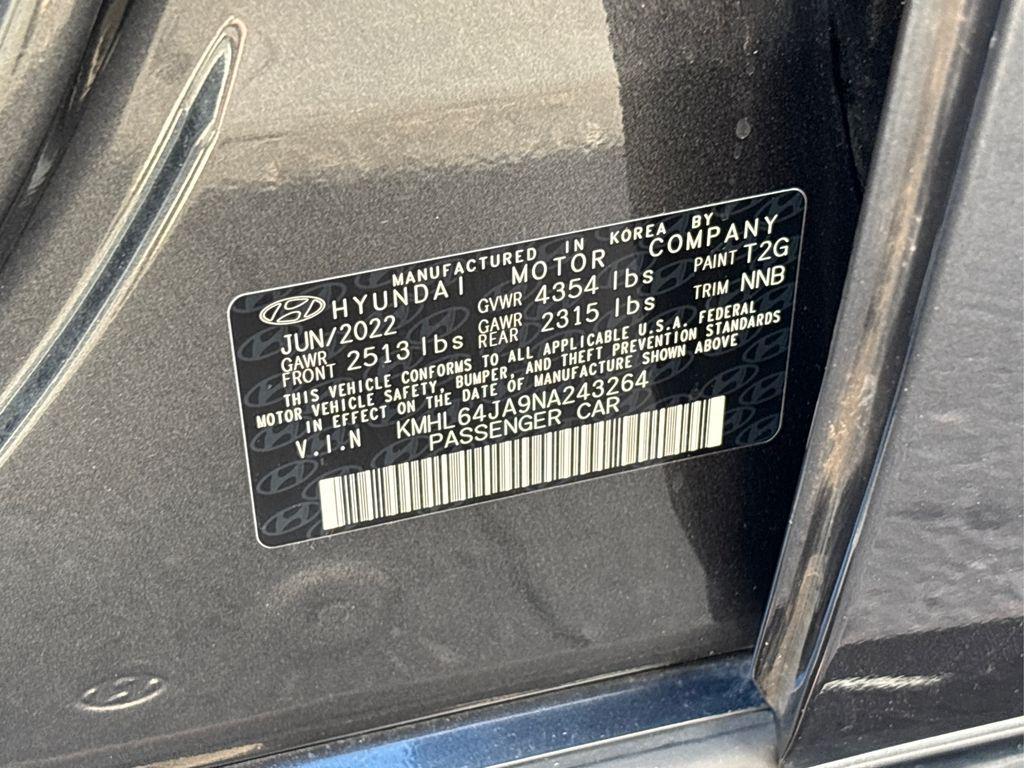 MANUFACTURED IN KOREA BY
HYUNDAI MOTOR COMPANY
JUN/2022 GVWR 4354 lbs PAINT T2G
GAWR FRONT 2513 lbs GAWR REAR 2315 lbs TRIM NNB
THIS VEHICLE CONFORMS TO ALL APPLICABLE U.S.A. FEDERAL
MOTOR VEHICLE SAFETY, BUMPER, AND THEFT PREVENTION STANDARDS
IN EFFECT ON THE DATE OF MANUFACTURE SHOWN ABOVE
V.I.N KMHL64JA9NA243264
PASSENGER CAR